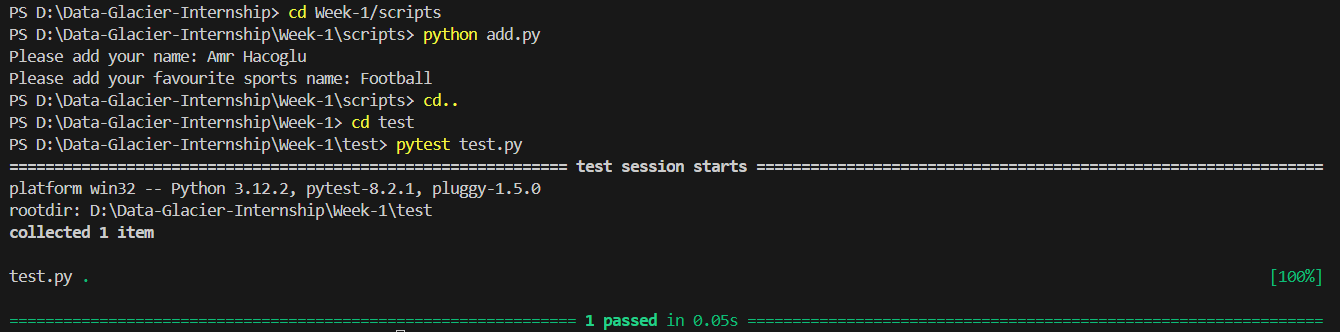 PS D:\Data-Glacier-Internship> cd Week-1/scripts
PS D:\Data-Glacier-Internship\Week-1\scripts> python add.py
Please add your name: Amr Hacoglu
Please add your favourite sports name: Football
PS D:\Data-Glacier-Internship\Week-1\scripts> cd..
PS D:\Data-Glacier-Internship\Week-1> cd test
PS D:\Data-Glacier-Internship\Week-1\test> pytest test.py
============================================================== test session starts ===============================================================
platform win32 -- Python 3.12.2, pytest-8.2.1, pluggy-1.5.0
rootdir: D:\Data-Glacier-Internship\Week-1\test
collected 1 item
test.py . [100%]
=============================================================== 1 passed in 0.05s ================================================================